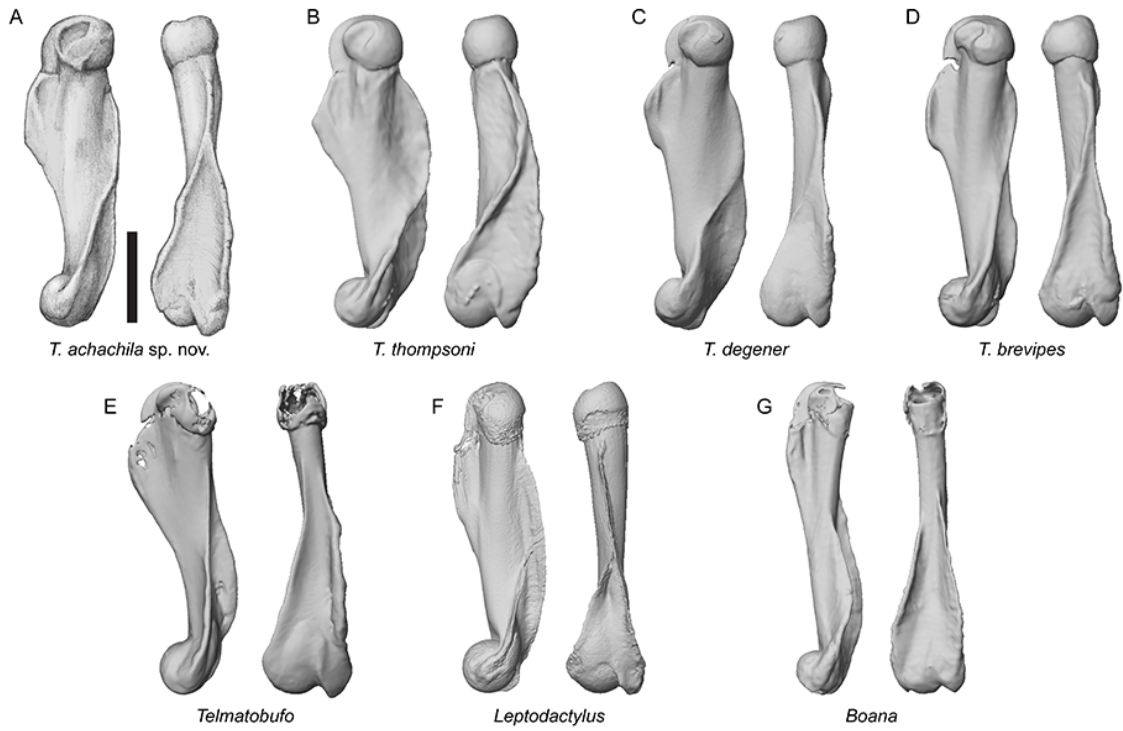 A
B
C
D
T. achachila sp. nov.
T. thompsoni
T. degener
T. brevipes
E
F
G
Telmatobufo
Leptodactylus
Boana